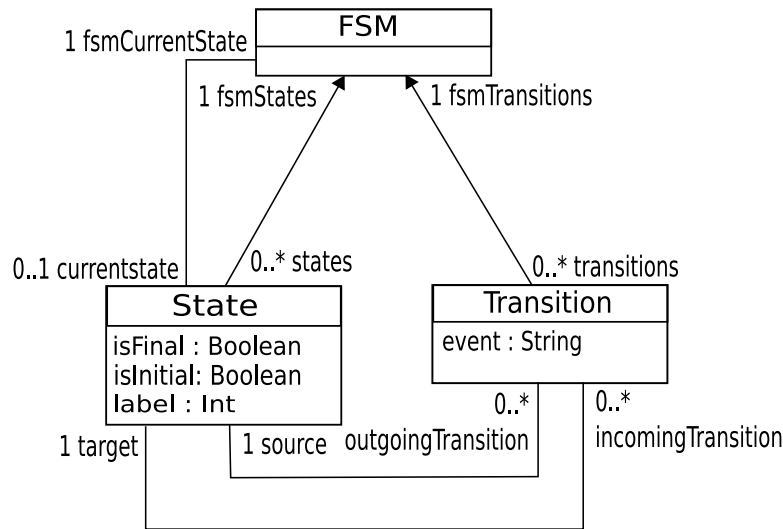 FSM
1 fsmCurrentState
1 fsmStates
1 fsmTransitions
0..1 currentstate
0..* states
0..* transitions
State
isFinal : Boolean
isInitial: Boolean
label : Int
Transition
event : String
1 target
1 source
0..*
outgoingTransition
0..*
incomingTransition